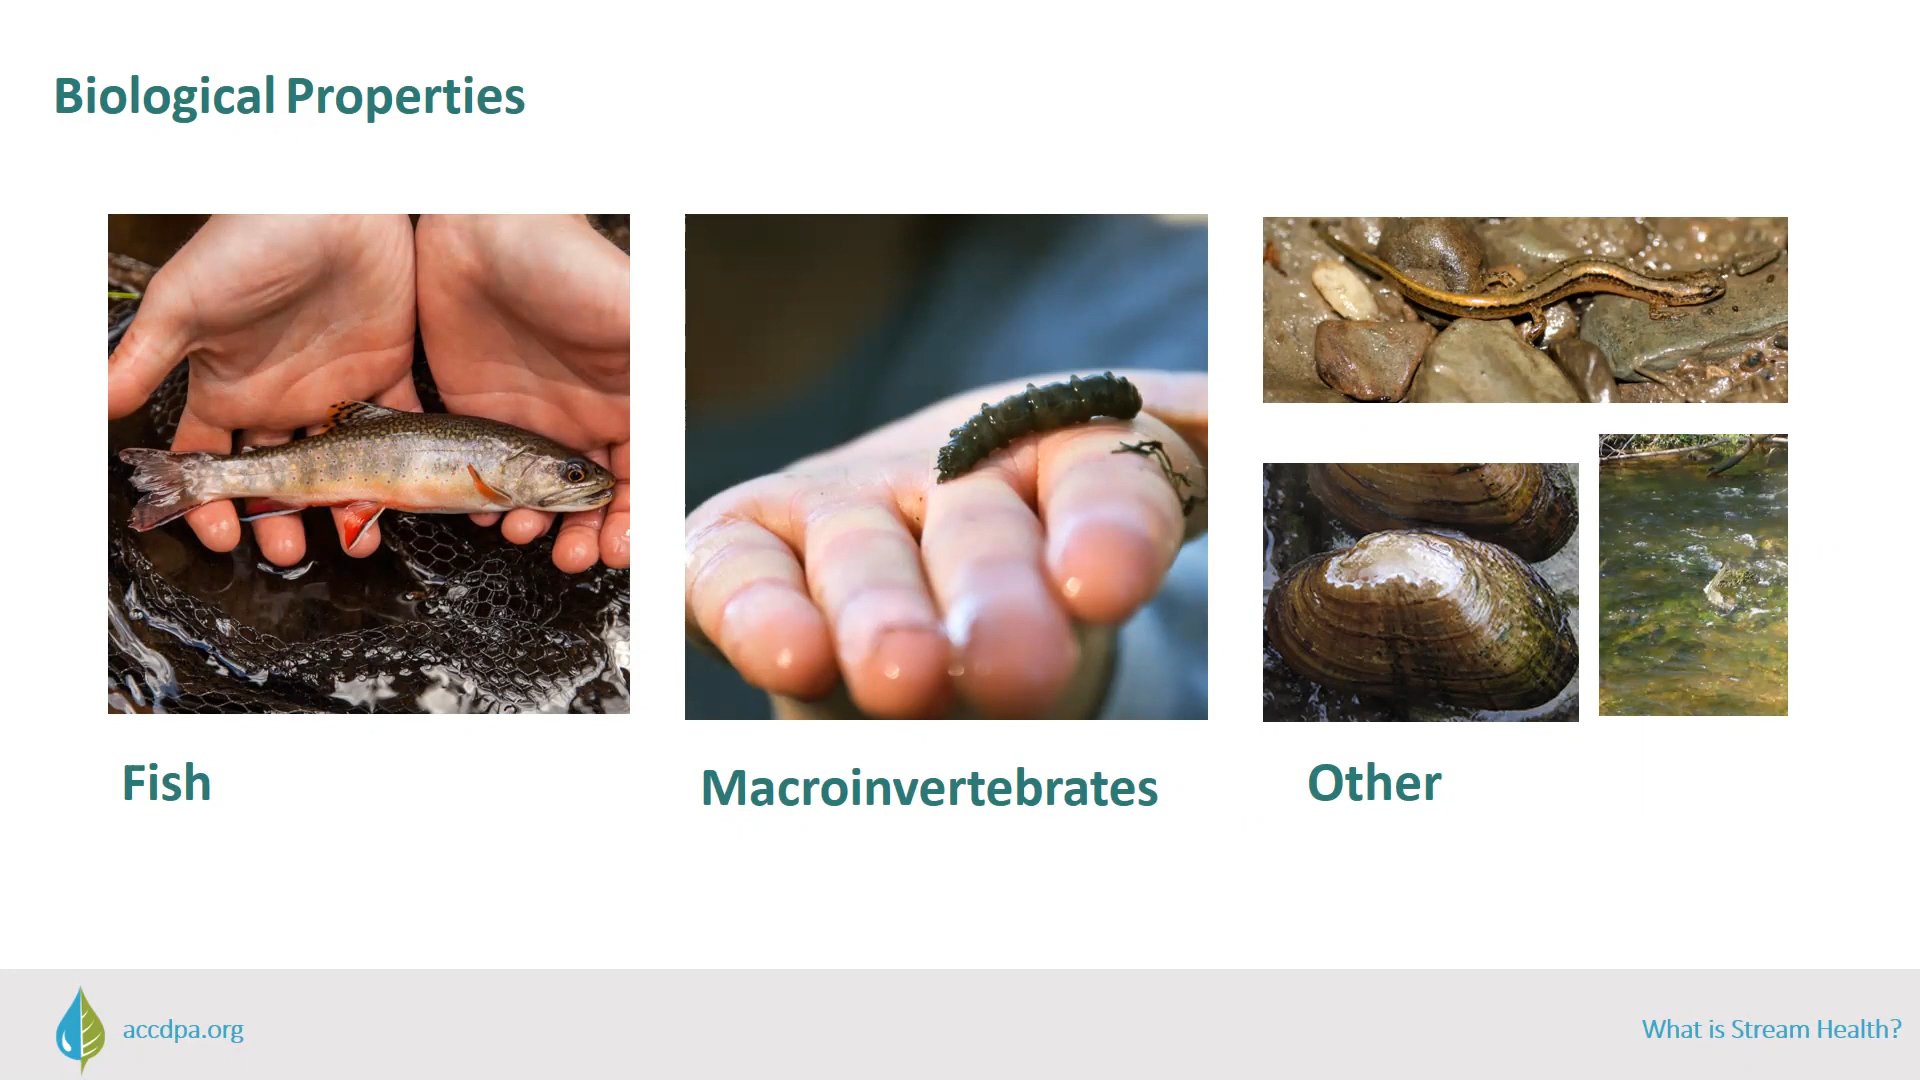 Biological Properties
Fish
Macroinvertebrates
Other
accdpa.org
What is Stream Health?